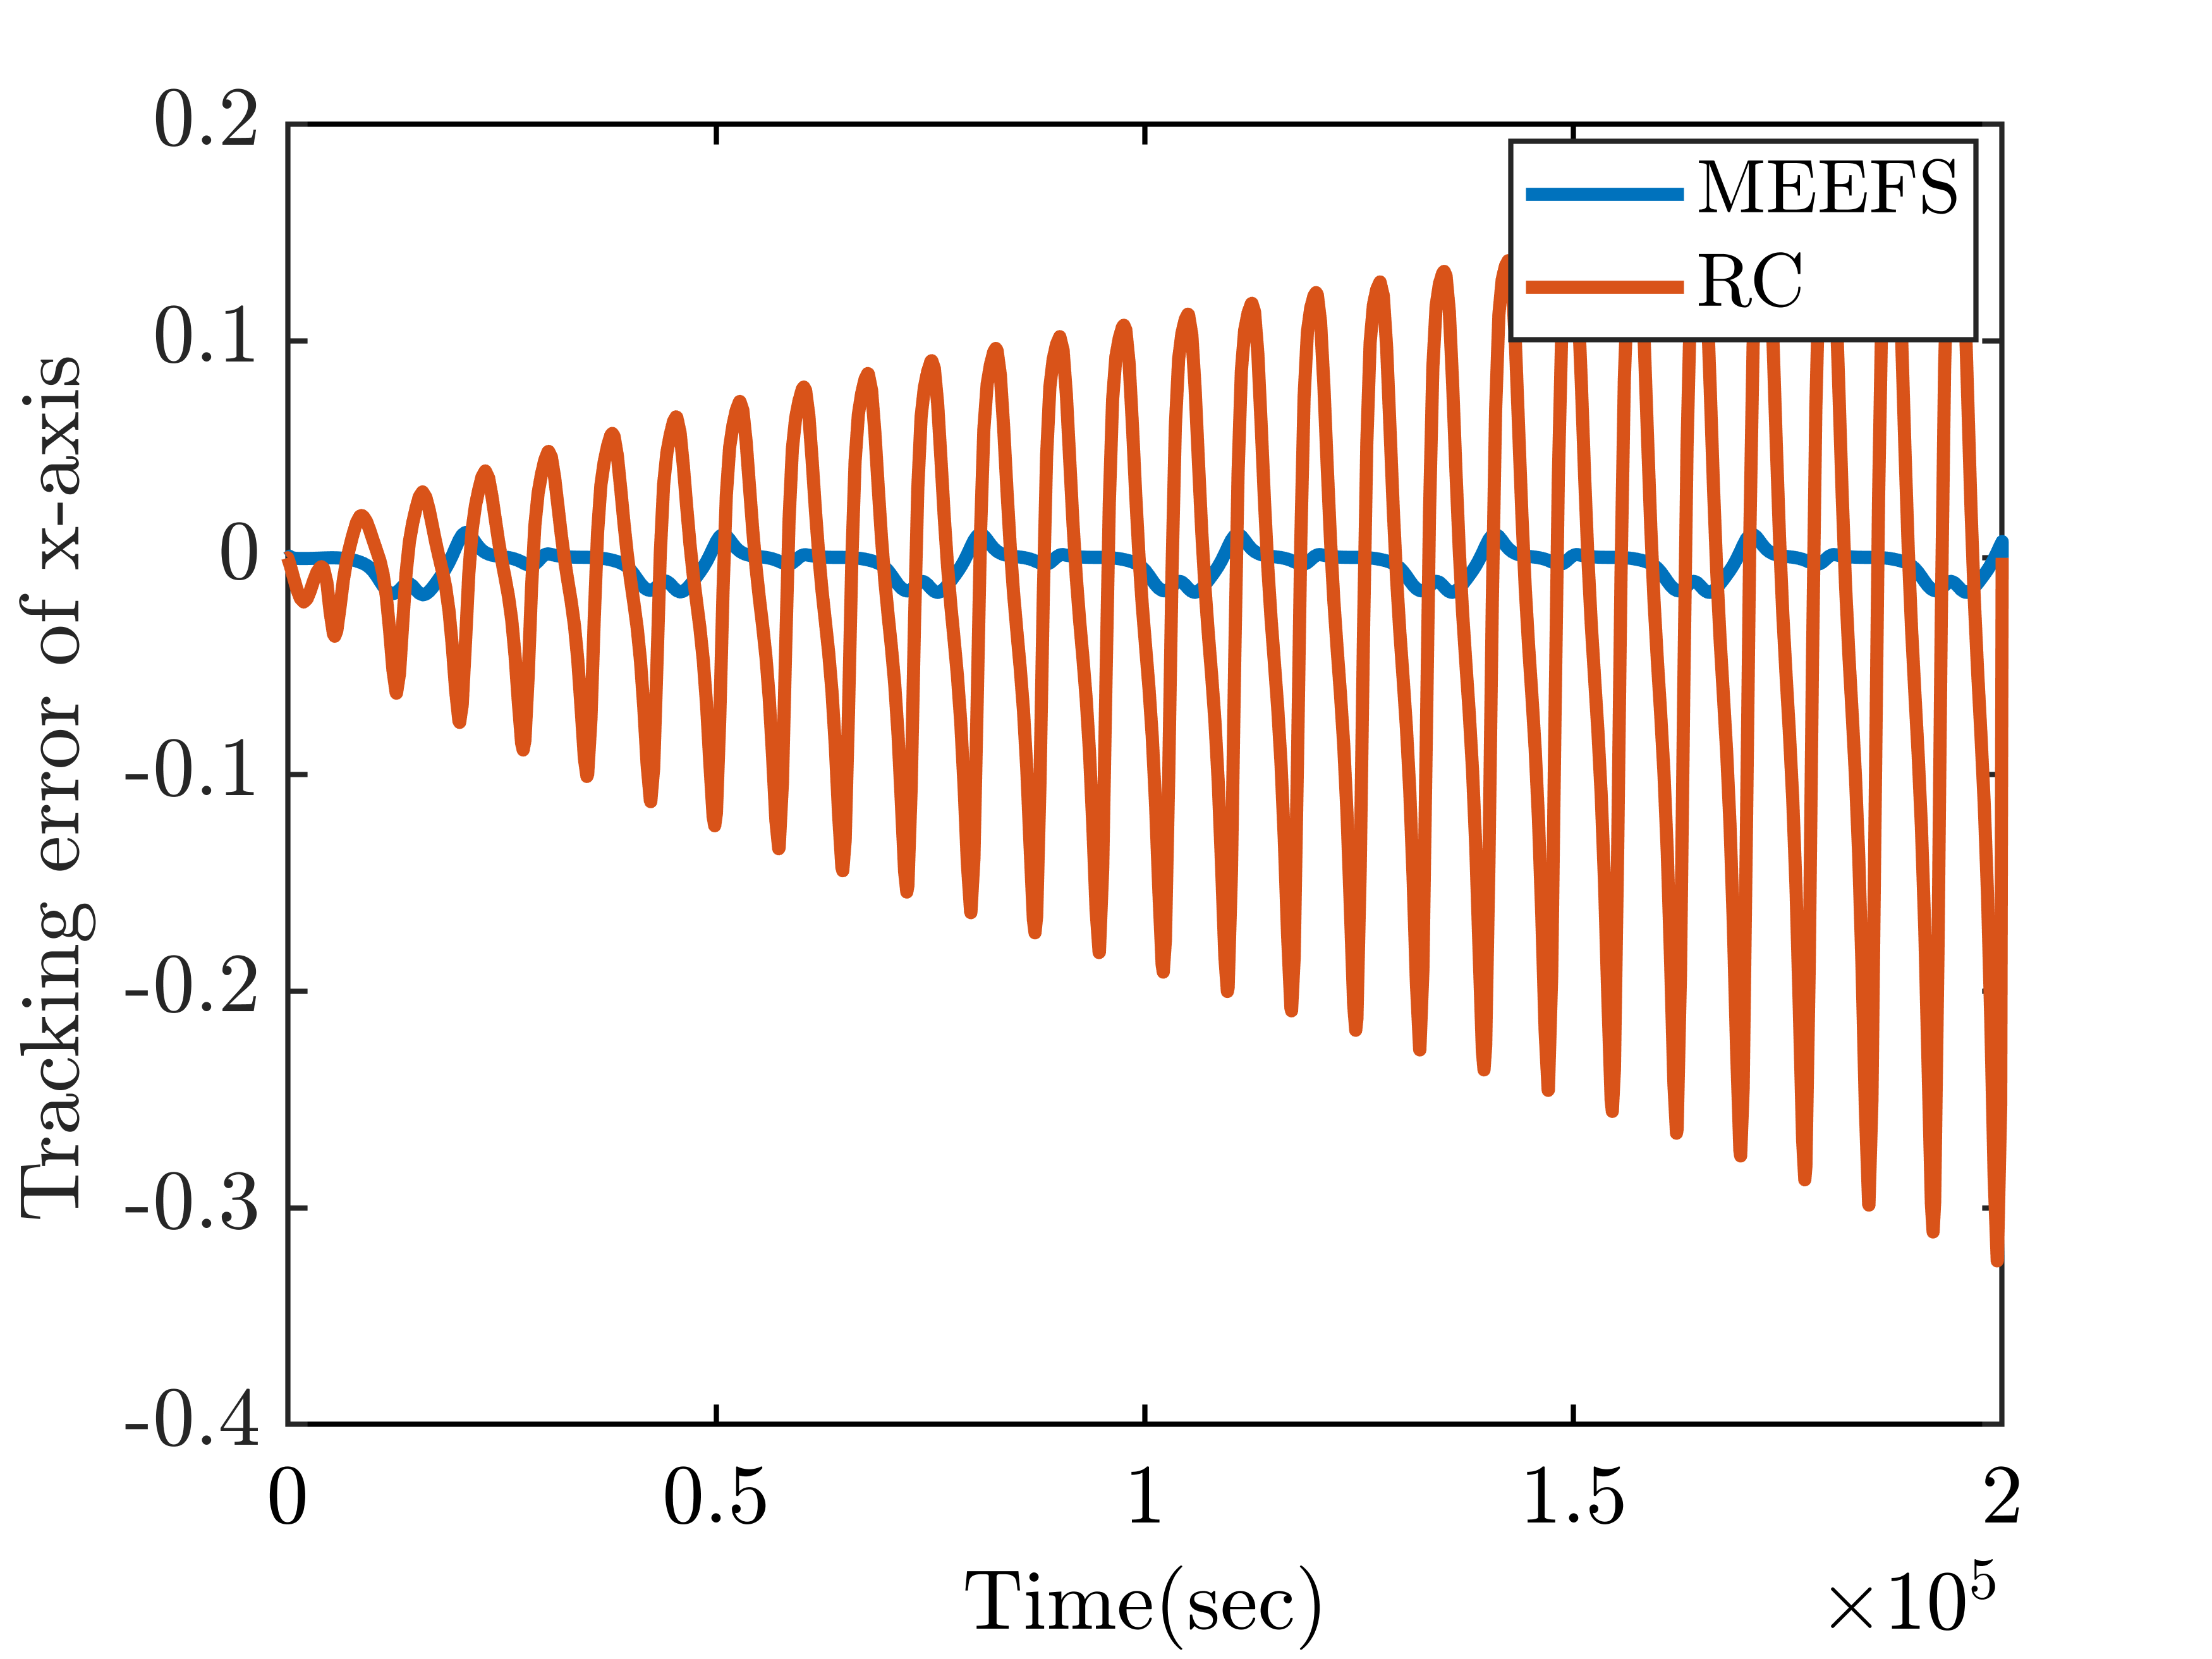 0.2
0.1
0
-0.1
-0.2
-0.3
-0.4
Tracking error of x-axis
MEEFS
RC
0 0.5 1 1.5 2
Time(sec)
×10⁵